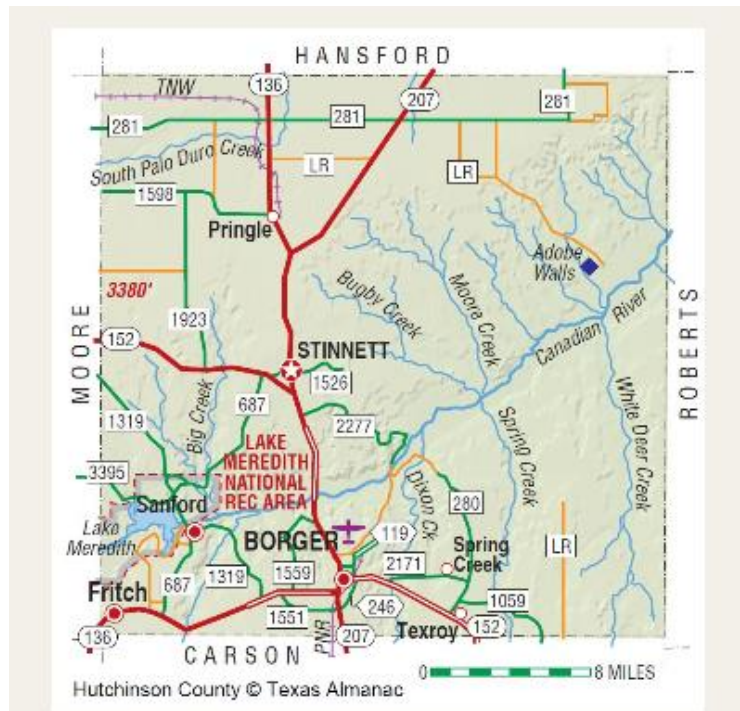 HANSFORD
136
TNW
207
281
281
281
South Palo Duro Creek
LR
LR
1598
Pringle
Adobe
Walls
3380'
Bugby Creek
Moore Creek
MOORE
1923
152
Canadian River
ROBERTS
STINNETT
1526
687
Big Creek
1319
2277
White Deer Creek
LAKE
MEREDITH
NATIONAL
REC AREA
Spring Creek
3395
Sanford
Dixon Ck
280
Lake
Meredith
BORGER
119
LR
Spring
Creek
2171
687
1319
1559
Fritch
246
1059
1551
Texroy
152
136
PNR
207
CARSON
0 8 MILES
Hutchinson County © Texas Almanac